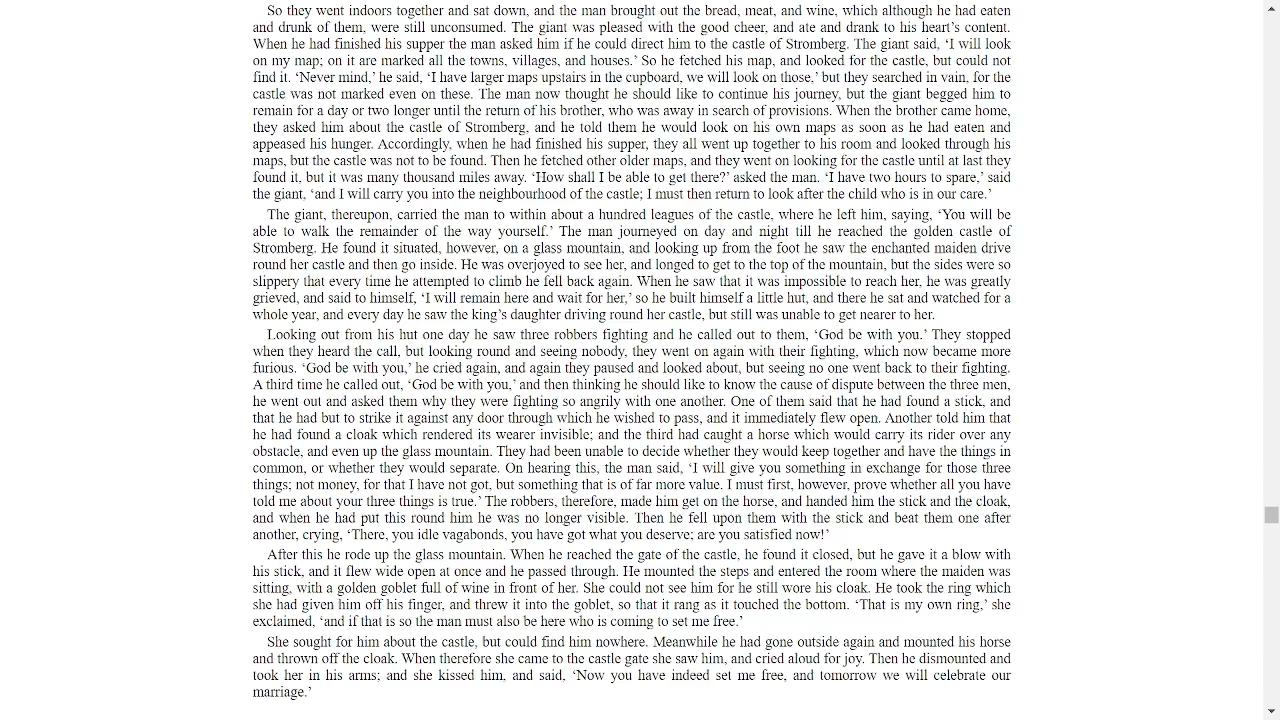 So they went indoors together and sat down, and the man brought out the bread, meat, and wine, which although he had eaten
and drunk of them, were still unconsumed. The giant was pleased with the good cheer, and ate and drank to his heart’s content.
When he had finished his supper the man asked him if he could direct him to the castle of Stromberg. The giant said, ‘I will look
on my map; on it are marked all the towns, villages, and houses.’ So he fetched his map, and looked for the castle, but could not
find it. ‘Never mind,’ he said, ‘I have larger maps upstairs in the cupboard, we will look on those,’ but they searched in vain, for the
castle was not marked even on these. The man now thought he should like to continue his journey, but the giant begged him to
remain for a day or two longer until the return of his brother, who was away in search of provisions. When the brother came home,
they asked him about the castle of Stromberg, and he told them he would look on his own maps as soon as he had eaten and
appeased his hunger. Accordingly, when he had finished his supper, they all went up together to his room and looked through his
maps, but the castle was not to be found. Then he fetched other older maps, and they went on looking for the castle until at last they
found it, but it was many thousand miles away. ‘How shall I be able to get there?’ asked the man. ‘I have two hours to spare,’ said
the giant, ‘and I will carry you into the neighbourhood of the castle; I must then return to look after the child who is in our care.’
The giant, thereupon, carried the man to within about a hundred leagues of the castle, where he left him, saying, ‘You will be
able to walk the remainder of the way yourself.’ The man journeyed on day and night till he reached the golden castle of
Stromberg. He found it situated, however, on a glass mountain, and looking up from the foot he saw the enchanted maiden drive
round her castle and then go inside. He was overjoyed to see her, and longed to get to the top of the mountain, but the sides were so
slippery that every time he attempted to climb he fell back again. When he saw that it was impossible to reach her, he was greatly
grieved, and said to himself, ‘I will remain here and wait for her,’ so he built himself a little hut, and there he sat and watched for a
whole year, and every day he saw the king’s daughter driving round her castle, but still was unable to get nearer to her.
Looking out from his hut one day he saw three robbers fighting and he called out to them, ‘God be with you.’ They stopped
when they heard the call, but looking round and seeing nobody, they went on again with their fighting, which now became more
furious. ‘God be with you,’ he cried again, and again they paused and looked about, but seeing no one went back to their fighting.
A third time he called out, ‘God be with you,’ and then thinking he should like to know the cause of dispute between the three men,
he went out and asked them why they were fighting so angrily with one another. One of them said that he had found a stick, and
that he had but to strike it against any door through which he wished to pass, and it immediately flew open. Another told him that
he had found a cloak which rendered its wearer invisible; and the third had caught a horse which would carry its rider over any
obstacle, and even up the glass mountain. They had been unable to decide whether they would keep together and have the things in
common, or whether they would separate. On hearing this, the man said, ‘I will give you something in exchange for those three
things; not money, for that I have not got, but something that is of far more value. I must first, however, prove whether all you have
told me about your three things is true.’ The robbers, therefore, made him get on the horse, and handed him the stick and the cloak,
and when he had put this round him he was no longer visible. Then he fell upon them with the stick and beat them one after
another, crying, ‘There, you idle vagabonds, you have got what you deserve; are you satisfied now!’
After this he rode up the glass mountain. When he reached the gate of the castle, he found it closed, but he gave it a blow with
his stick, and it flew wide open at once and he passed through. He mounted the steps and entered the room where the maiden was
sitting, with a golden goblet full of wine in front of her. She could not see him for he still wore his cloak. He took the ring which
she had given him off his finger, and threw it into the goblet, so that it rang as it touched the bottom. ‘That is my own ring,’ she
exclaimed, ‘and if that is so the man must also be here who is coming to set me free.’
She sought for him about the castle, but could find him nowhere. Meanwhile he had gone outside again and mounted his horse
and thrown off the cloak. When therefore she came to the castle gate she saw him, and cried aloud for joy. Then he dismounted and
took her in his arms; and she kissed him, and said, ‘Now you have indeed set me free, and tomorrow we will celebrate our
marriage.’